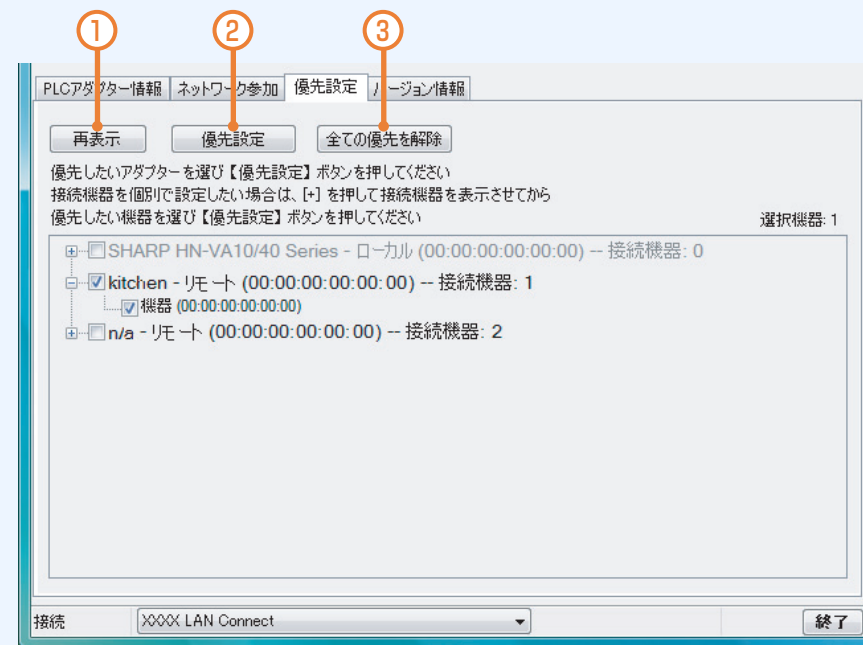 ① ② ③
PLCアダプター情報 ネットワーク参加 優先設定 バージョン情報
再表示 優先設定 全ての優先を解除
優先したいアダプターを選び【優先設定】ボタンを押してください
接続機器を個別で設定したい場合は、[+] を押して接続機器を表示させてから
優先したい機器を選び【優先設定】ボタンを押してください
選択機器: 1
SHARP HN-VA10/40 Series - ローカル (00:00:00:00:00:00) -- 接続機器: 0
kitchen - リモート (00:00:00:00:00:00) -- 接続機器: 1
機器 (00:00:00:00:00:00)
n/a - リモート (00:00:00:00:00:00) -- 接続機器: 2
接続 XXXX LAN Connect 終了